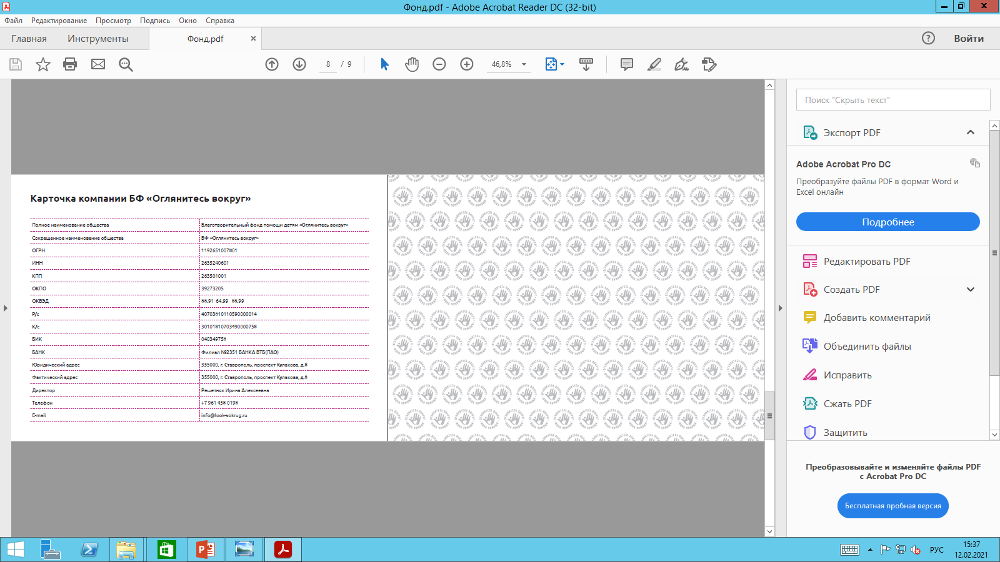 Фонд.pdf - Adobe Acrobat Reader DC (32-bit)
Файл Редактирование Просмотр Подпись Окно Справка
Главная Инструменты Фонд.pdf × ? Войти
8 / 9 46,8%
Поиск "Скрыть текст"
Экспорт PDF
Adobe Acrobat Pro DC
Преобразуйте файлы PDF в формат Word и
Excel онлайн
Подробнее
Редактировать PDF
Создать PDF
Добавить комментарий
Объединить файлы
Исправить
Сжать PDF
Защитить
Преобразовывайте и изменяйте файлы PDF
с Acrobat Pro DC
Бесплатная пробная версия
Карточка компании БФ «Оглянитесь вокруг»
Полное наименование общества Благотворительный фонд помощи детям «Оглянитесь вокруг»
Сокращенное наименование общества БФ «Оглянитесь вокруг»
ОГРН 1192651007801
ИНН 2635240601
КПП 263501001
ОКПО 39273205
ОКВЭД 88.91 64.99 88.99
Р/с 40703810110590000014
К/с 30101810703490000758
БИК 040349758
БАНК Филиал №2351 БАНКА ВТБ(ПАО)
Юридический адрес 355000, г. Ставрополь, проспект Кулакова, д.8
Фактический адрес 355000, г. Ставрополь, проспект Кулакова, д.8
Директор Решетняк Ирина Алексеевна
Телефон +7 961 458 0198
E-mail info@look-vokrug.ru
РУС 15:37
12.02.2021